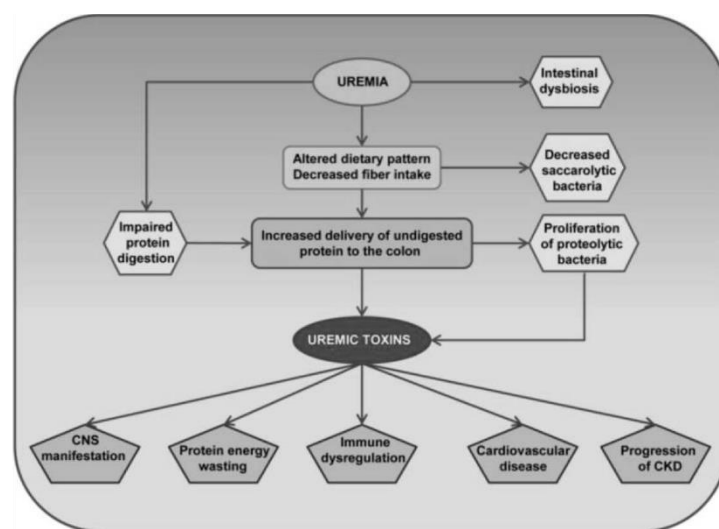 UREMIA
Intestinal
dysbiosis
Altered dietary pattern
Decreased fiber intake
Decreased
saccarolytic
bacteria
Impaired
protein
digestion
Increased delivery of undigested
protein to the colon
Proliferation
of proteolytic
bacteria
UREMIC TOXINS
CNS
manifestation
Protein energy
wasting
Immune
dysregulation
Cardiovascular
disease
Progression
of CKD